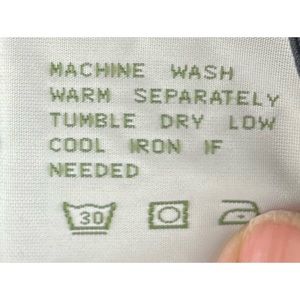 MACHINE WASH
WARM SEPARATELY
TUMBLE DRY LOW
COOL IRON IF
NEEDED
30